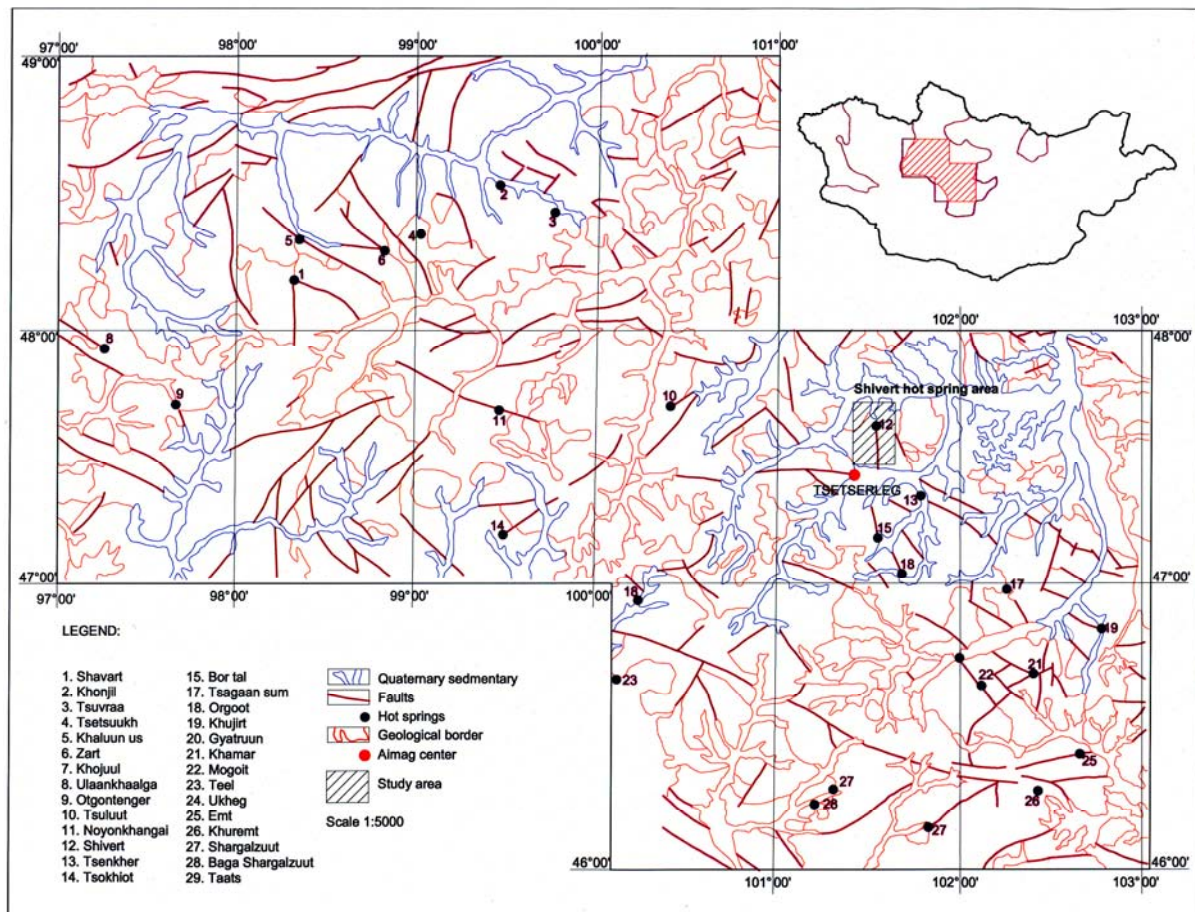 97°00'
98°00'
99°00'
100°00'
101°00'
49°00'
2
3
5
4
6
1
48°00'
102°00'
103°00'
48°00'
8
Shivert hot spring area
9
10
11
12
TSETSERLEG
13
14
15
18
47°00'
47°00'
97°00'
98°00'
99°00'
100°00'
18
17
19
LEGEND:
21
22
23
1. Shavart
2. Khonjil
3. Tsuvraa
4. Tsetsuukh
5. Khaluun us
6. Zart
7. Khojuul
8. Ulaankhaalga
9. Otgontenger
10. Tsuluut
11. Noyonkhangai
12. Shivert
13. Tsenkher
14. Tsokhiot
15. Bor tal
17. Tsagaan sum
18. Orgoot
19. Khujirt
20. Gyatruun
21. Khamar
22. Mogoit
23. Teel
24. Ukheg
25. Emt
26. Khuremt
27. Shargalzuut
28. Baga Shargalzuut
29. Taats
Quaternary sedmentary
Faults
Hot springs
Geological border
Aimag center
Study area
Scale 1:5000
25
27
28
26
27
46°00'
46°00'
101°00'
102°00'
103°00'